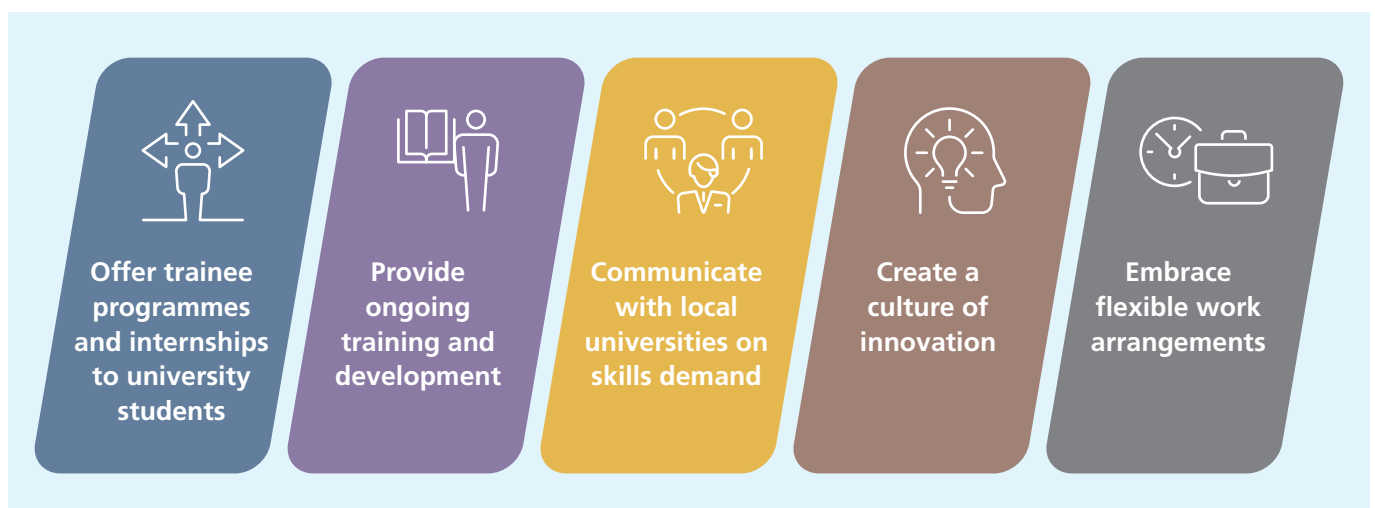 Offer trainee
programmes
and internships
to university
students
Provide
ongoing
training and
development
Communicate
with local
universities on
skills demand
Create a
culture of
innovation
Embrace
flexible work
arrangements